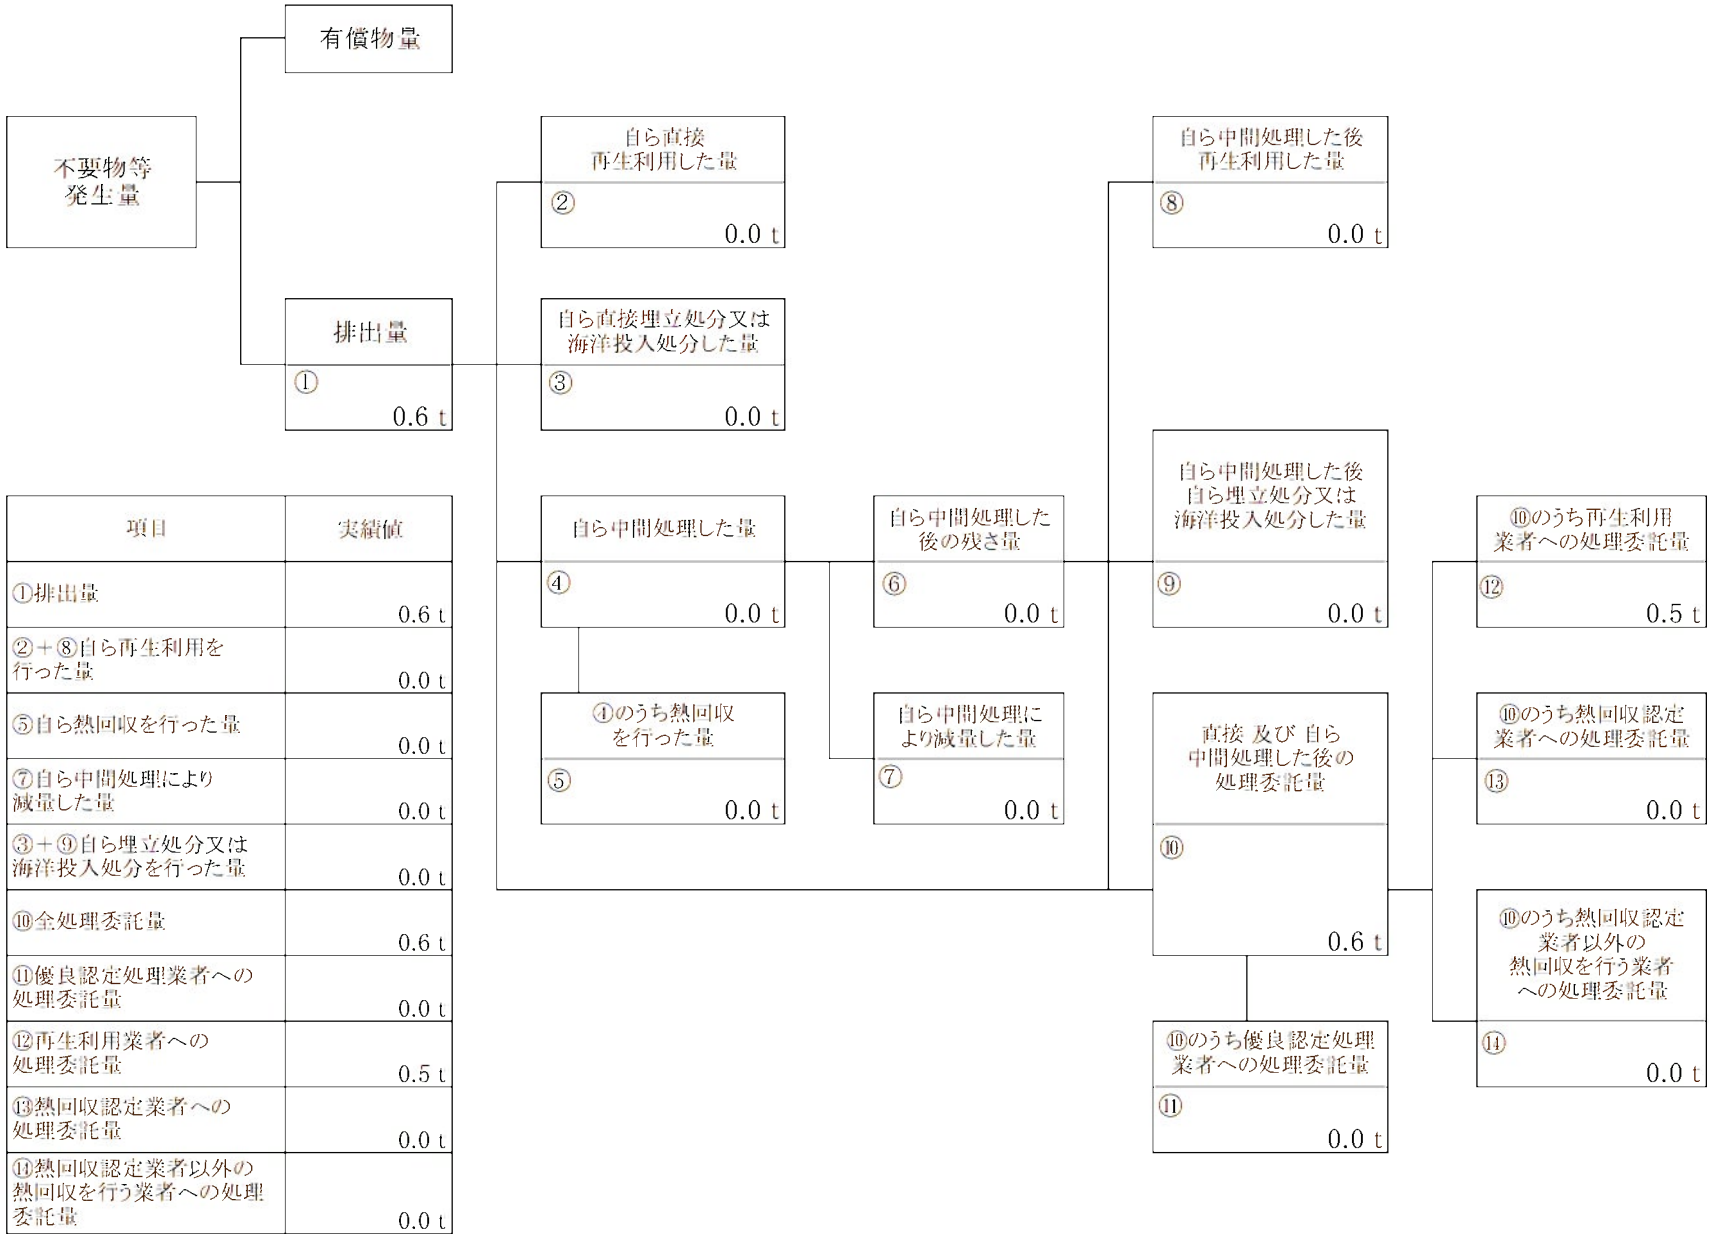 有償物量
不要物等
発生量
自ら直接
再生利用した量
②
0.0 t
自ら中間処理した後
再生利用した量
⑧
0.0 t
排出量
①
0.6 t
自ら直接埋立処分又は
海洋投入処分した量
③
0.0 t
自ら中間処理した量
④
0.0 t
自ら中間処理した
後の残さ量
⑥
0.0 t
自ら中間処理した後
自ら埋立処分又は
海洋投入処分した量
⑨
0.0 t
⑩のうち再生利用
業者への処理委託量
⑫
0.5 t
④のうち熱回収
を行った量
⑤
0.0 t
自ら中間処理に
より減量した量
⑦
0.0 t
直接 及び 自ら
中間処理した後の
処理委託量
⑩
0.6 t
⑩のうち熱回収認定
業者への処理委託量
⑬
0.0 t
⑩のうち熱回収認定
業者以外の
熱回収を行う業者
への処理委託量
⑭
0.0 t
⑩のうち優良認定処理
業者への処理委託量
⑪
0.0 t
項目 実績値
①排出量
0.6 t
②＋⑧自ら再生利用を
行った量
0.0 t
⑤自ら熱回収を行った量
0.0 t
⑦自ら中間処理により
減量した量
0.0 t
③＋⑨自ら埋立処分又は
海洋投入処分を行った量
0.0 t
⑩全処理委託量
0.6 t
⑪優良認定処理業者への
処理委託量
0.0 t
⑫再生利用業者への
処理委託量
0.5 t
⑬熱回収認定業者への
処理委託量
0.0 t
⑭熱回収認定業者以外の
熱回収を行う業者への処理
委託量
0.0 t